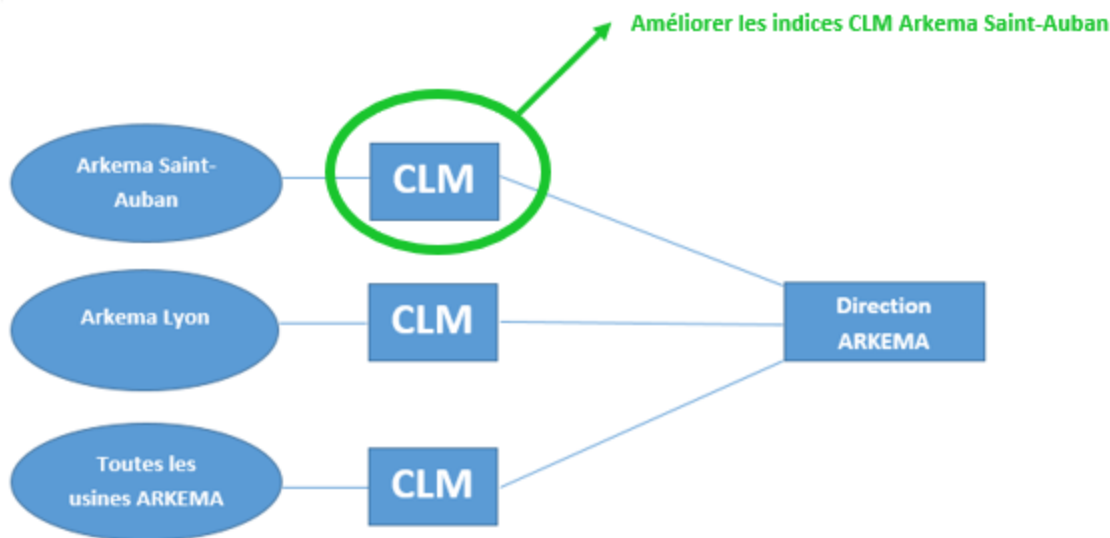 Améliorer les indices CLM Arkema Saint-Auban
Arkema Saint-
Auban
CLM
Arkema Lyon
CLM
Direction
ARKEMA
Toutes les
usines ARKEMA
CLM